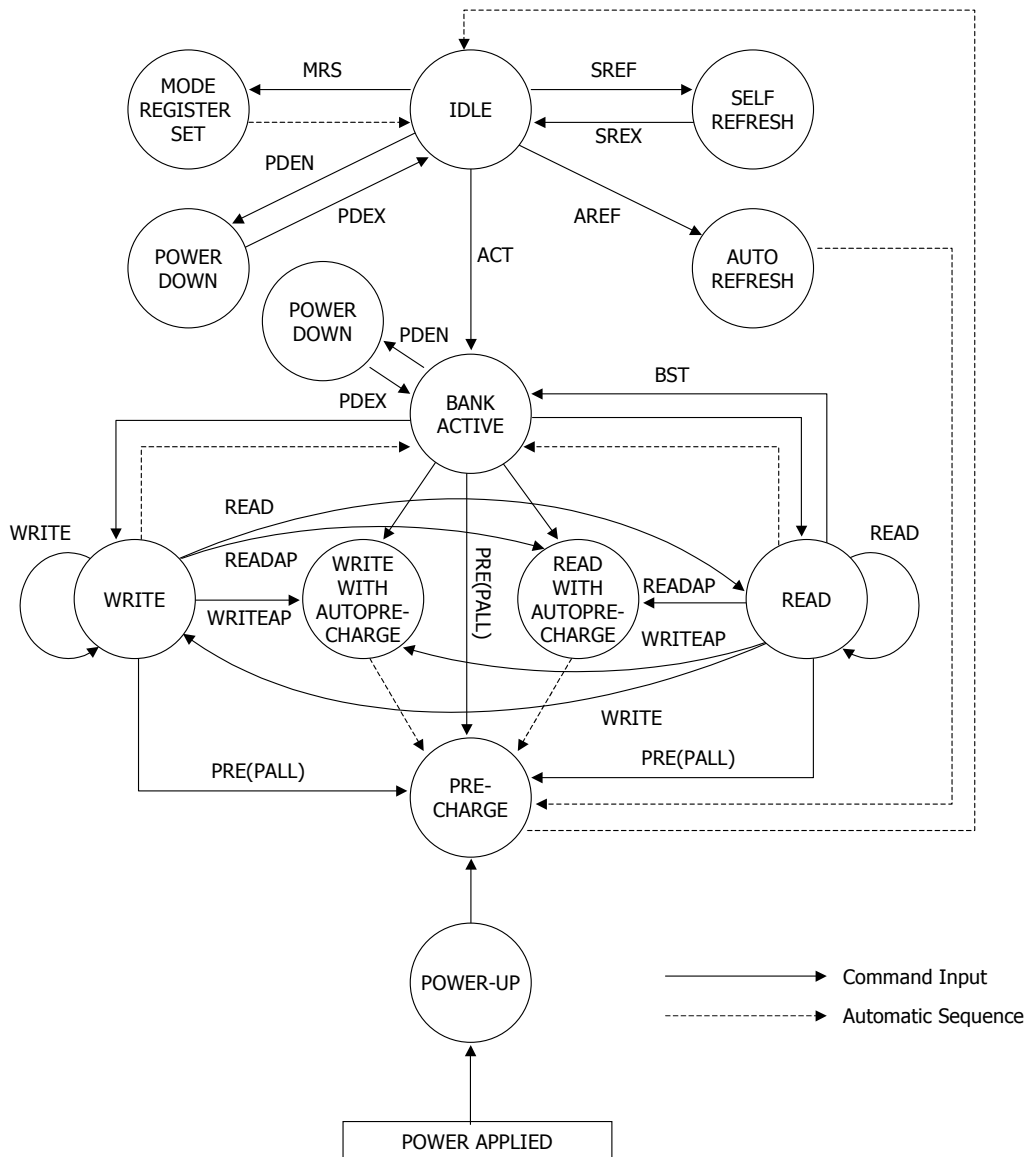 MRS
SREF
MODE
REGISTER
SET
IDLE
SELF
REFRESH
SREX
PDEN
PDEX
AREF
POWER
DOWN
ACT
AUTO
REFRESH
POWER
DOWN
PDEN
BST
PDEX
BANK
ACTIVE
WRITE
READ
READ
READAP
WRITE
WITH
AUTOPRE-
CHARGE
PRE(PALL)
READ
WITH
AUTOPRE-
CHARGE
READAP
WRITE
WRITEAP
READ
WRITEAP
WRITE
PRE(PALL)
PRE(PALL)
PRE-
CHARGE
POWER-UP
Command Input
Automatic Sequence
POWER APPLIED